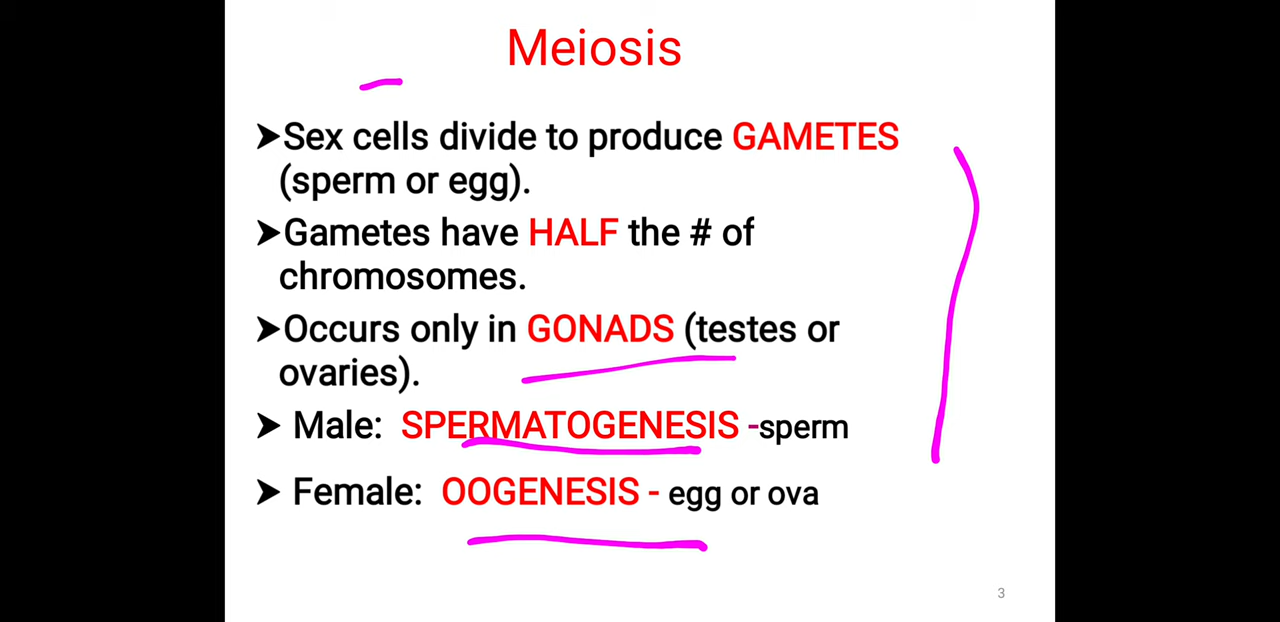 Meiosis
➤Sex cells divide to produce GAMETES
(sperm or egg).
➤Gametes have HALF the # of
chromosomes.
➤Occurs only in GONADS (testes or
ovaries).
➤ Male: SPERMATOGENESIS -sperm
➤ Female: OOGENESIS - egg or ova
3